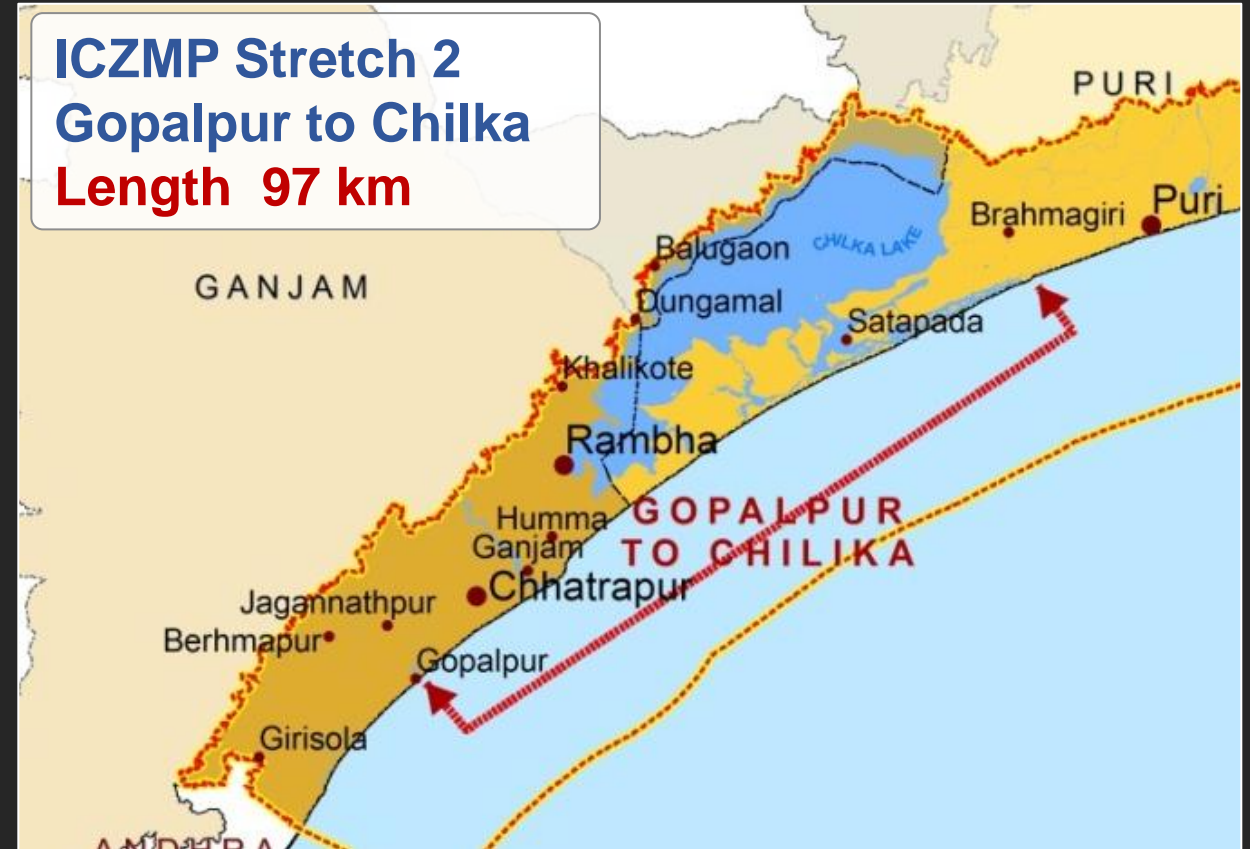 ICZMP Stretch 2
Gopalpur to Chilka
Length 97 km
PURI
Puri
Brahmagiri
CHILKA LAKE
Balugaon
GANJAM
Dungamal
Satapada
Khalikote
Rambha
GOPALPUR
TO CHILIKA
Humma
Ganjam
Chhatrapur
Jagannathpur
Berhmapur
Gopalpur
Girisola
ANDHRA